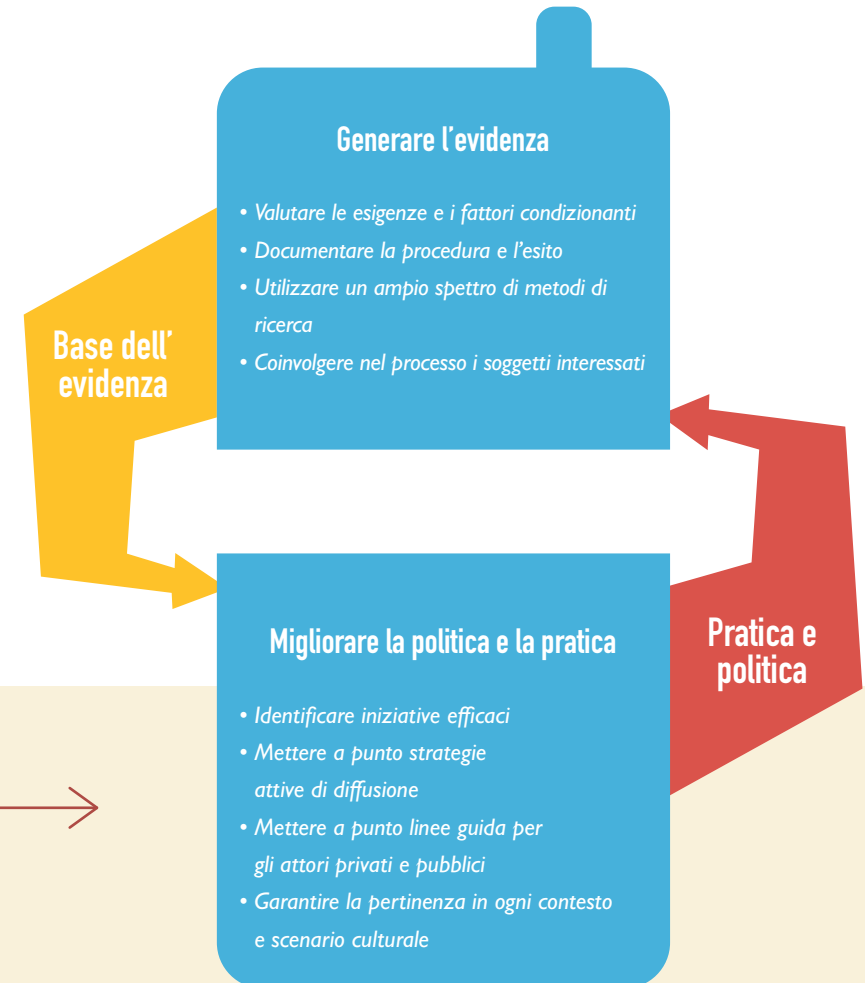 Generare l'evidenza
• Valutare le esigenze e i fattori condizionanti
• Documentare la procedura e l'esito
• Utilizzare un ampio spettro di metodi di
ricerca
• Coinvolgere nel processo i soggetti interessati
Base dell'
evidenza
Migliorare la politica e la pratica
• Identificare iniziative efficaci
• Mettere a punto strategie
attive di diffusione
• Mettere a punto linee guida per
gli attori privati e pubblici
• Garantire la pertinenza in ogni contesto
e scenario culturale
Pratica e
politica